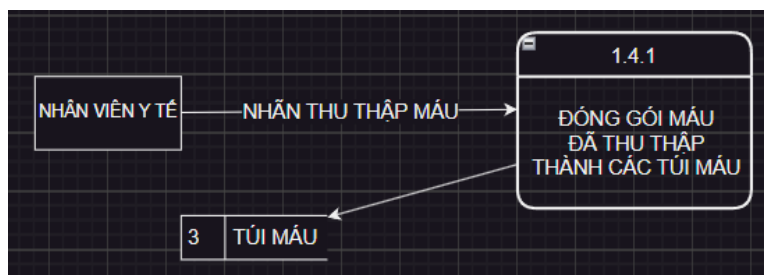 1.4.1
NHÂN VIÊN Y TẾ
NHÃN THU THẬP MÁU
ĐÓNG GÓI MÁU
ĐÃ THU THẬP
THÀNH CÁC TÚI MÁU
3 TÚI MÁU